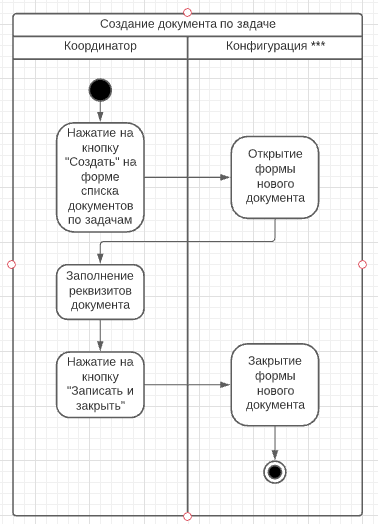 Создание документа по задаче
Координатор
Конфигурация ***
Нажатие на
кнопку
"Создать" на
форме
списка
документов
по задачам
Открытие
формы
нового
документа
Заполнение
реквизитов
документа
Нажатие на
кнопку
"Записать и
закрыть"
Закрытие
формы
нового
документа